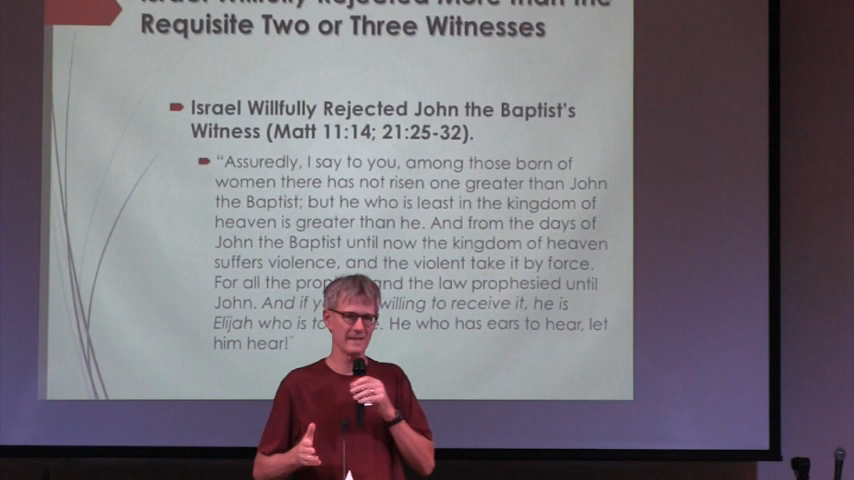 Israel Willfully Rejected More than the
Requisite Two or Three Witnesses
Israel Willfully Rejected John the Baptist's
Witness (Matt 11:14; 21:25-32).
"Assuredly, I say to you, among those born of
women there has not risen one greater than John
the Baptist; but he who is least in the kingdom of
heaven is greater than he. And from the days of
John the Baptist until now the kingdom of heaven
suffers violence, and the violent take it by force.
For all the and the law prophesied until
John. And if willing to receive it, he is
Elijah who is He who has ears to hear, let
him hear!"